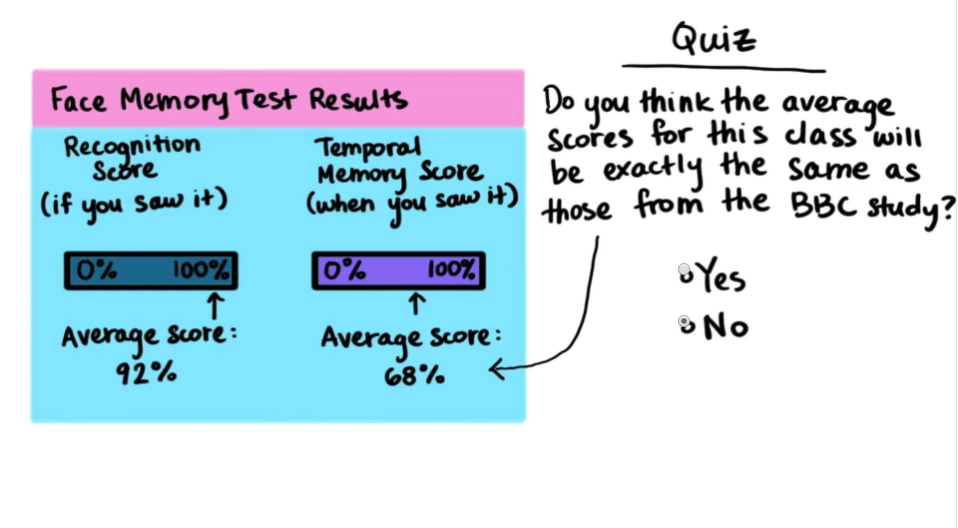 Quiz
Face Memory Test Results
Recognition
Score
(if you saw it)
0% 100%
Average Score:
92%
Temporal
Memory Score
(when you saw it)
0% 100%
Average Score:
68%
Do you think the average
scores for this class will
be exactly the same as
those from the BBC study?
Yes
No